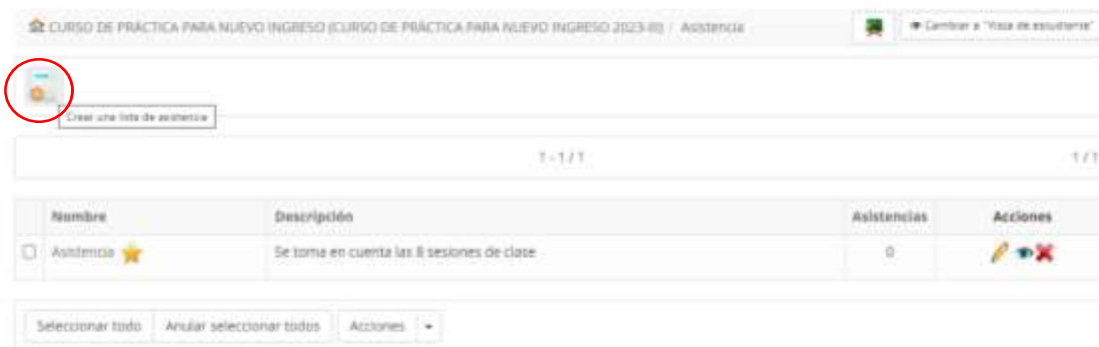 CURSO DE PRÁCTICA PARA NUEVO INGRESO (CURSO DE PRÁCTICA PARA NUEVO INGRESO 2023-III) / Asistencia
Cambiar a "Vista de estudiante"
Crear una lista de asistencia
1 - 1 / 1 1 / 1
Nombre Descripción Asistencias Acciones
Asistencia Se toma en cuenta las 8 sesiones de clase 0
Seleccionar todo Anular seleccionar todos Acciones